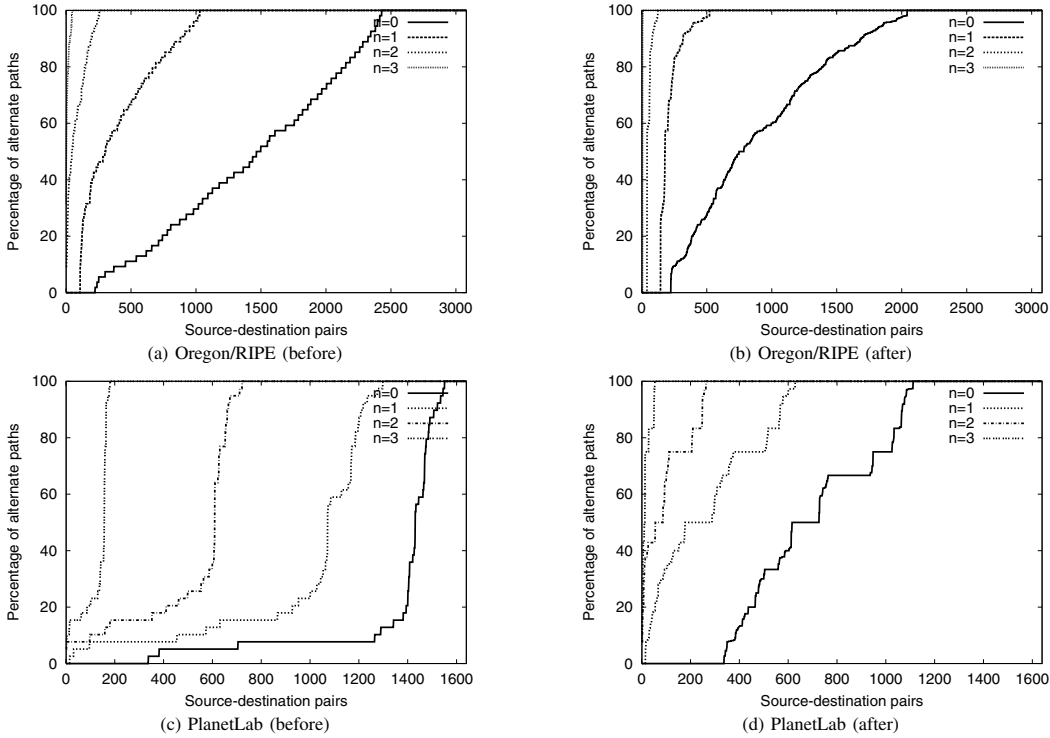 Percentage of alternate paths
100
80
60
40
20
0
n=0
n=1
n=2
n=3
0 500 1000 1500 2000 2500 3000
Source-destination pairs
(a) Oregon/RIPE (before)
Percentage of alternate paths
100
80
60
40
20
0
n=0
n=1
n=2
n=3
0 500 1000 1500 2000 2500 3000
Source-destination pairs
(b) Oregon/RIPE (after)
Percentage of alternate paths
100
80
60
40
20
0
n=0
n=1
n=2
n=3
0 200 400 600 800 1000 1200 1400 1600
Source-destination pairs
(c) PlanetLab (before)
Percentage of alternate paths
100
80
60
40
20
0
n=0
n=1
n=2
n=3
0 200 400 600 800 1000 1200 1400 1600
Source-destination pairs
(d) PlanetLab (after)